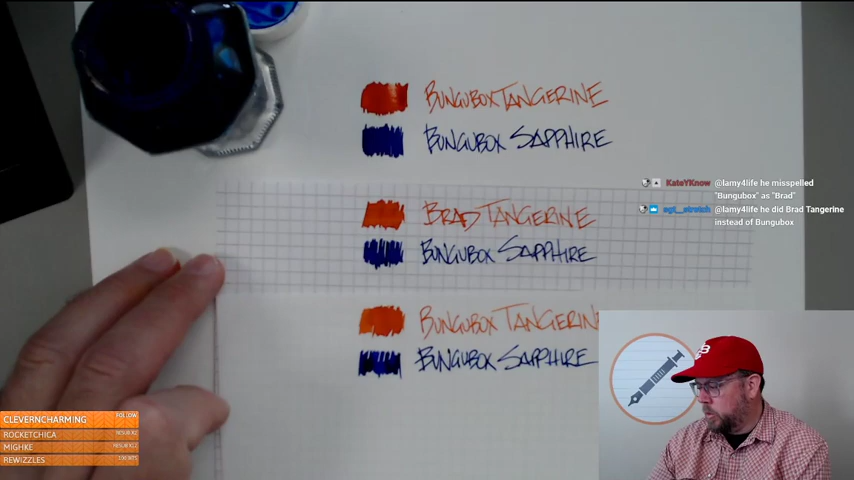 BUNGUBOX TANGERINE
BUNGUBOX SAPPHIRE
KateYKnow @lamy4life he misspelled
"Bungubox" as "Brad"
@lamy4life he did Brad Tangerine
instead of Bungubox
BRAD TANGERINE
BUNGUBOX SAPPHIRE
BUNGUBOX TANGERINE
BUNGUBOX SAPPHIRE
CLEVERNCHARMING FOLLOW
ROCKETCHICA
MIGHKE
REWIZZLES
B